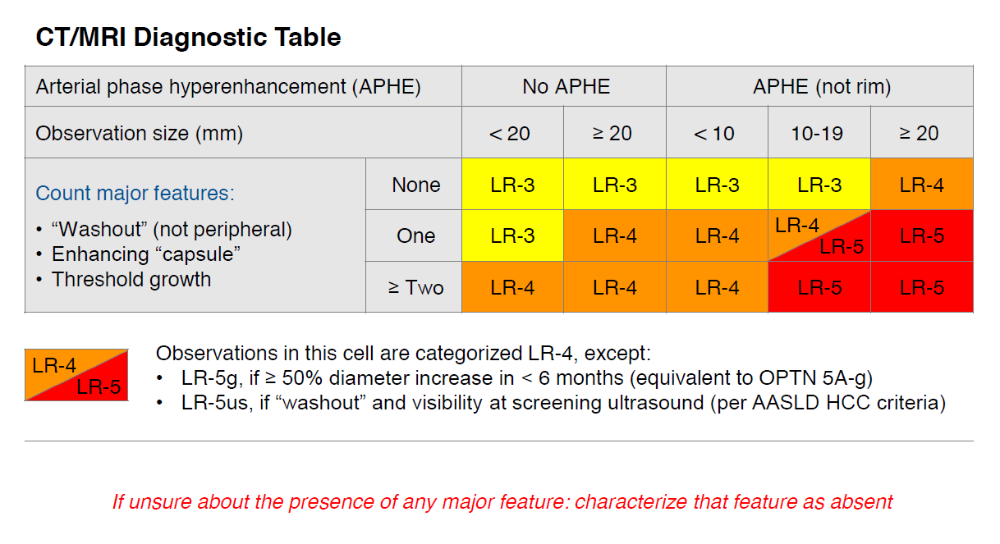 CT/MRI Diagnostic Table
Arterial phase hyperenhancement (APHE) No APHE APHE (not rim)
Observation size (mm) < 20 ≥ 20 < 10 10-19 ≥ 20
Count major features:
• “Washout” (not peripheral)
• Enhancing “capsule”
• Threshold growth
None LR-3 LR-3 LR-3 LR-3 LR-4
One LR-3 LR-4 LR-4 LR-4 LR-5 LR-5
≥ Two LR-4 LR-4 LR-4 LR-5 LR-5
LR-4
LR-5
Observations in this cell are categorized LR-4, except:
• LR-5g, if ≥ 50% diameter increase in < 6 months (equivalent to OPTN 5A-g)
• LR-5us, if “washout” and visibility at screening ultrasound (per AASLD HCC criteria)
If unsure about the presence of any major feature: characterize that feature as absent